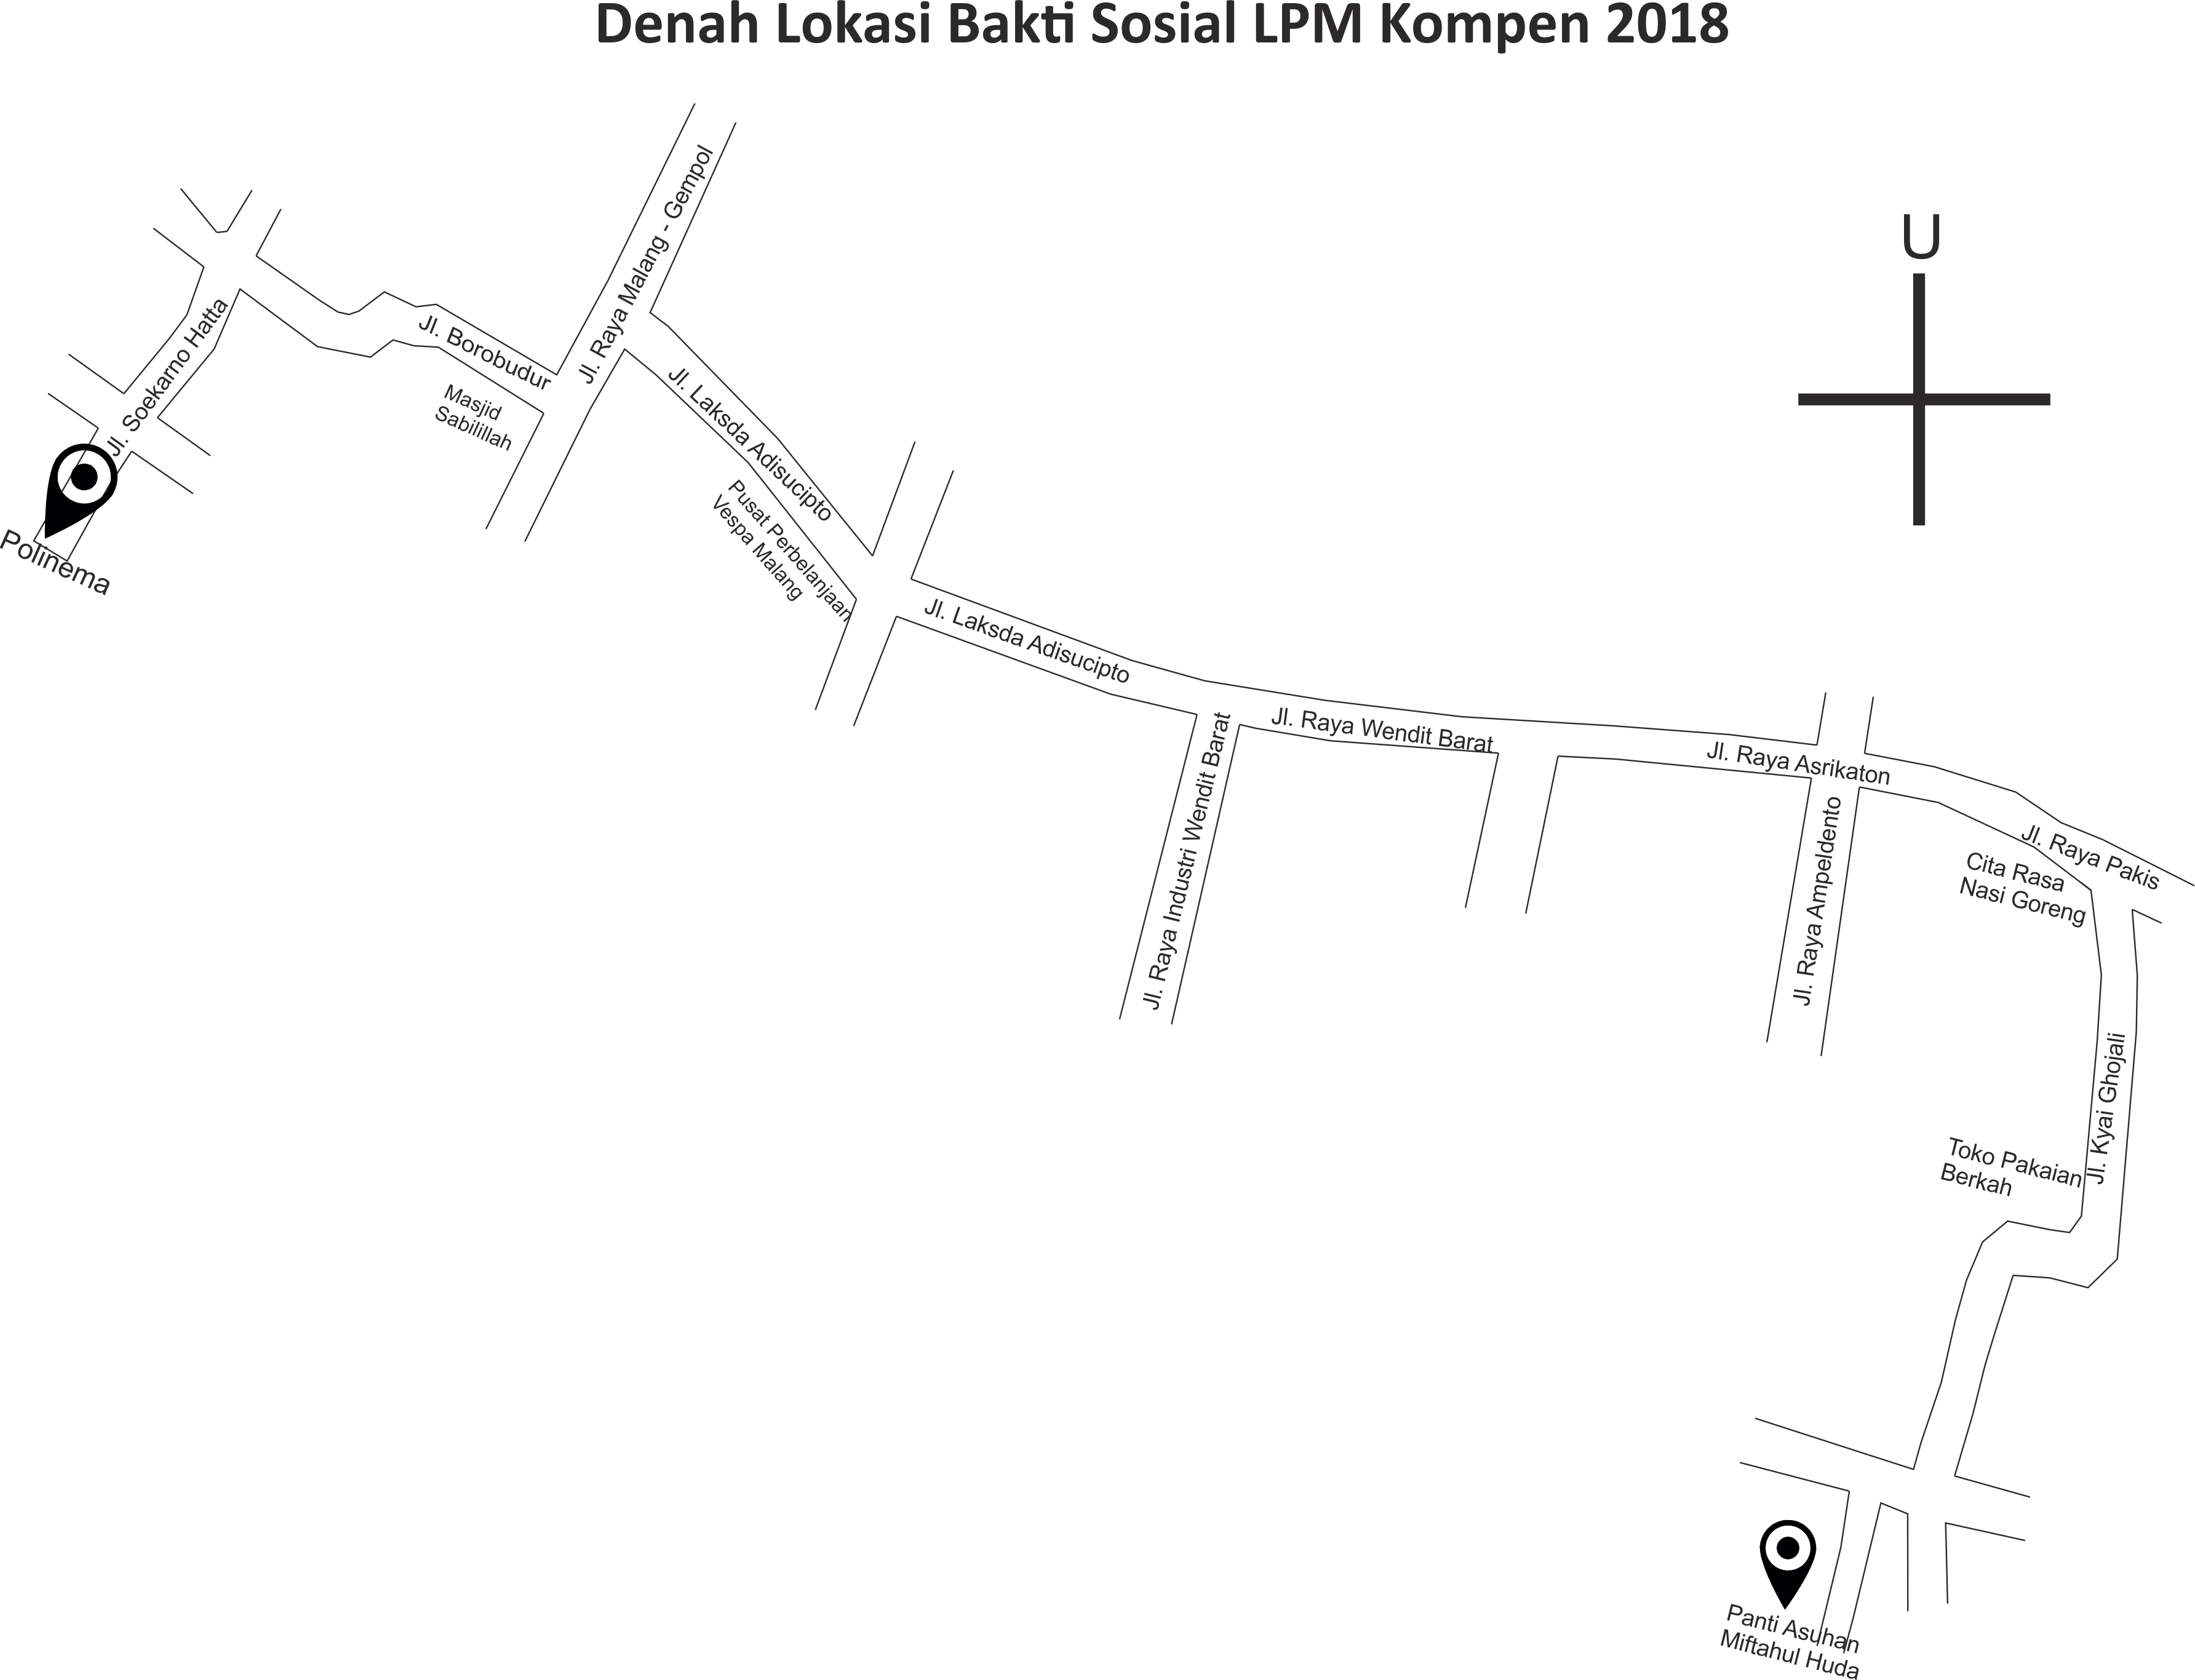 Denah Lokasi Bakti Sosial LPM Kompen 2018
Jl. Raya Malang - Gempol
U
Jl. Soekarno Hatta
Jl. Borobudur
Masjid
Sabilillah
Jl. Laksda Adisucipto
Pusat Perbelanjaan
Vespa Malang
Polinema
Jl. Laksda Adisucipto
Jl. Raya Wendit Barat
Jl. Raya Industri Wendit Barat
Jl. Raya Asrikaton
Jl. Raya Ampeldento
Jl. Raya Pakis
Cita Rasa
Nasi Goreng
Jl. Kyai Ghojali
Toko Pakaian
Berkah
Panti Asuhan
Miftahul Huda